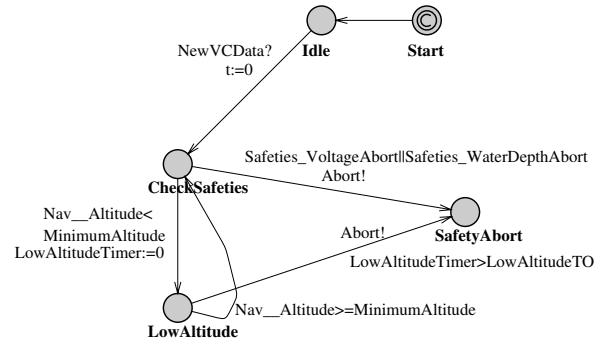 NewVCData?
t:=0
Idle
Start
Safeties_VoltageAbort||Safeties_WaterDepthAbort
Abort!
CheckSafeties
Nav__Altitude<
MinimumAltitude
LowAltitudeTimer:=0
Abort!
SafetyAbort
LowAltitudeTimer>LowAltitudeTO
Nav__Altitude>=MinimumAltitude
LowAltitude